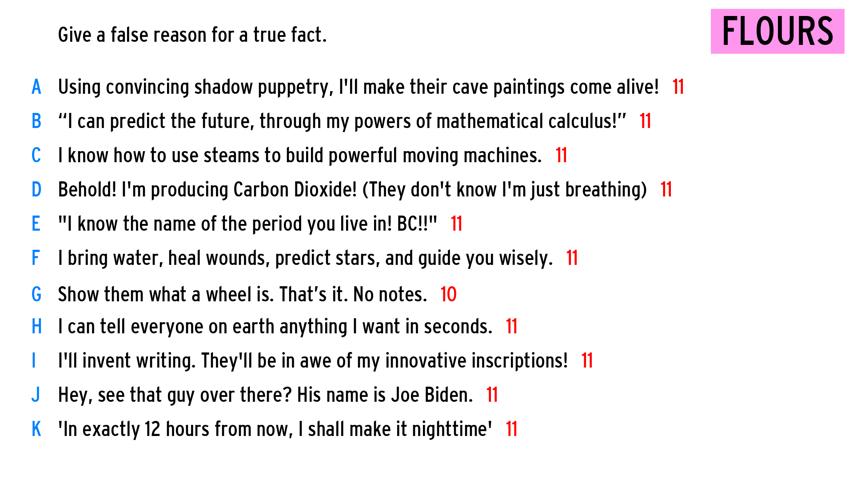 Give a false reason for a true fact.
FLOURS
A Using convincing shadow puppetry, I'll make their cave paintings come alive! 11
B “I can predict the future, through my powers of mathematical calculus!” 11
C I know how to use steams to build powerful moving machines. 11
D Behold! I'm producing Carbon Dioxide! (They don't know I'm just breathing) 11
E "I know the name of the period you live in! BC!!" 11
F I bring water, heal wounds, predict stars, and guide you wisely. 11
G Show them what a wheel is. That’s it. No notes. 10
H I can tell everyone on earth anything I want in seconds. 11
I I'll invent writing. They'll be in awe of my innovative inscriptions! 11
J Hey, see that guy over there? His name is Joe Biden. 11
K 'In exactly 12 hours from now, I shall make it nighttime' 11